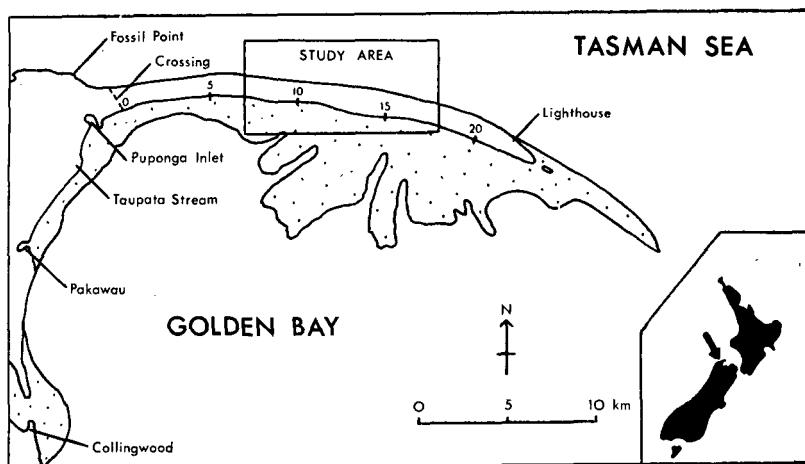 Fossil Point
Crossing
STUDY AREA
TASMAN SEA
0
5
10
15
20
Lighthouse
Puponga Inlet
Taupata Stream
Pakawau
GOLDEN BAY
N
0 5 10 km
Collingwood